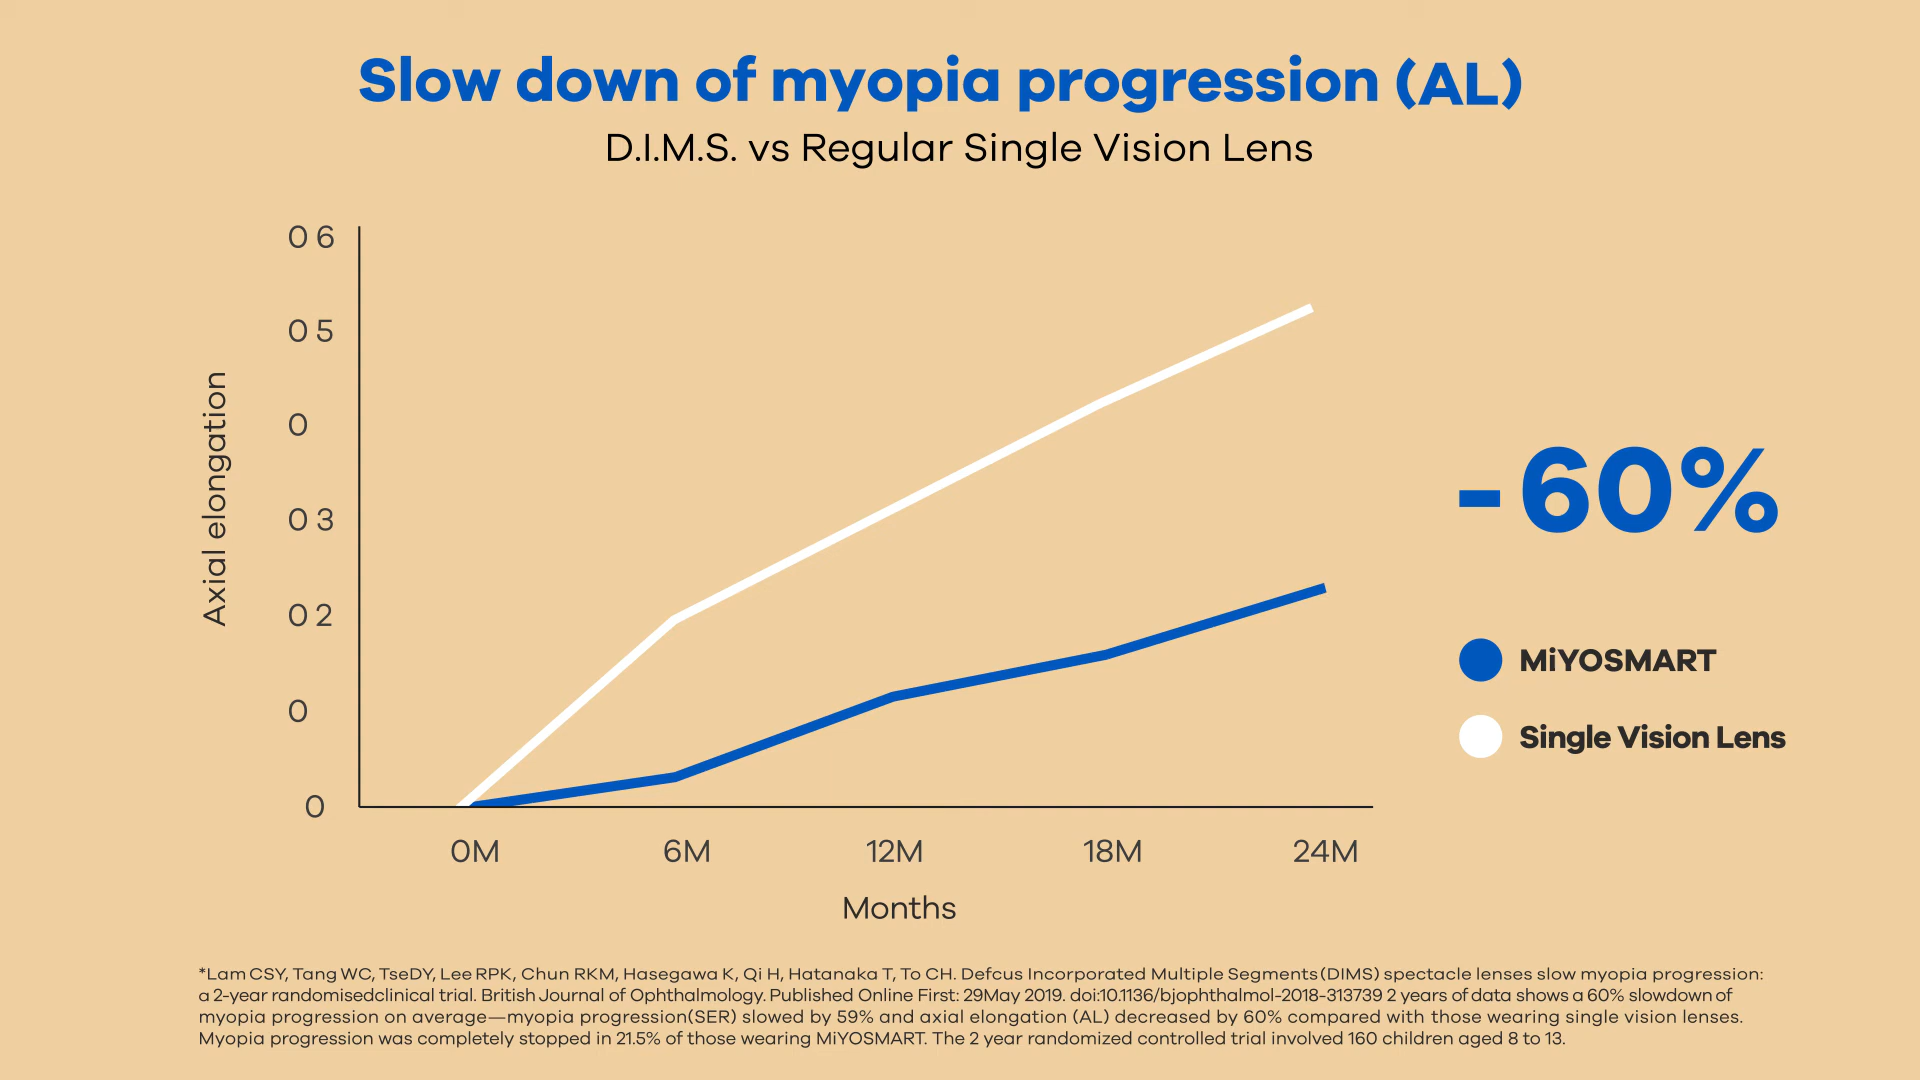 Slow down of myopia progression (AL)
D.I.M.S. vs Regular Single Vision Lens
0 6
0 5
0
0 3
0 2
0
0
Axial elongation
0M 6M 12M 18M 24M
Months
-60%
MiYOSMART
Single Vision Lens
*Lam CSY, Tang WC, TseDY, Lee RPK, Chun RKM, Hasegawa K, Qi H, Hatanaka T, To CH. Defcus Incorporated Multiple Segments (DIMS) spectacle lenses slow myopia progression:
a 2-year randomisedclinical trial. British Journal of Ophthalmology. Published Online First: 29May 2019. doi:10.1136/bjophthalmol-2018-313739 2 years of data shows a 60% slowdown of
myopia progression on average—myopia progression(SER) slowed by 59% and axial elongation (AL) decreased by 60% compared with those wearing single vision lenses.
Myopia progression was completely stopped in 21.5% of those wearing MiYOSMART. The 2 year randomized controlled trial involved 160 children aged 8 to 13.